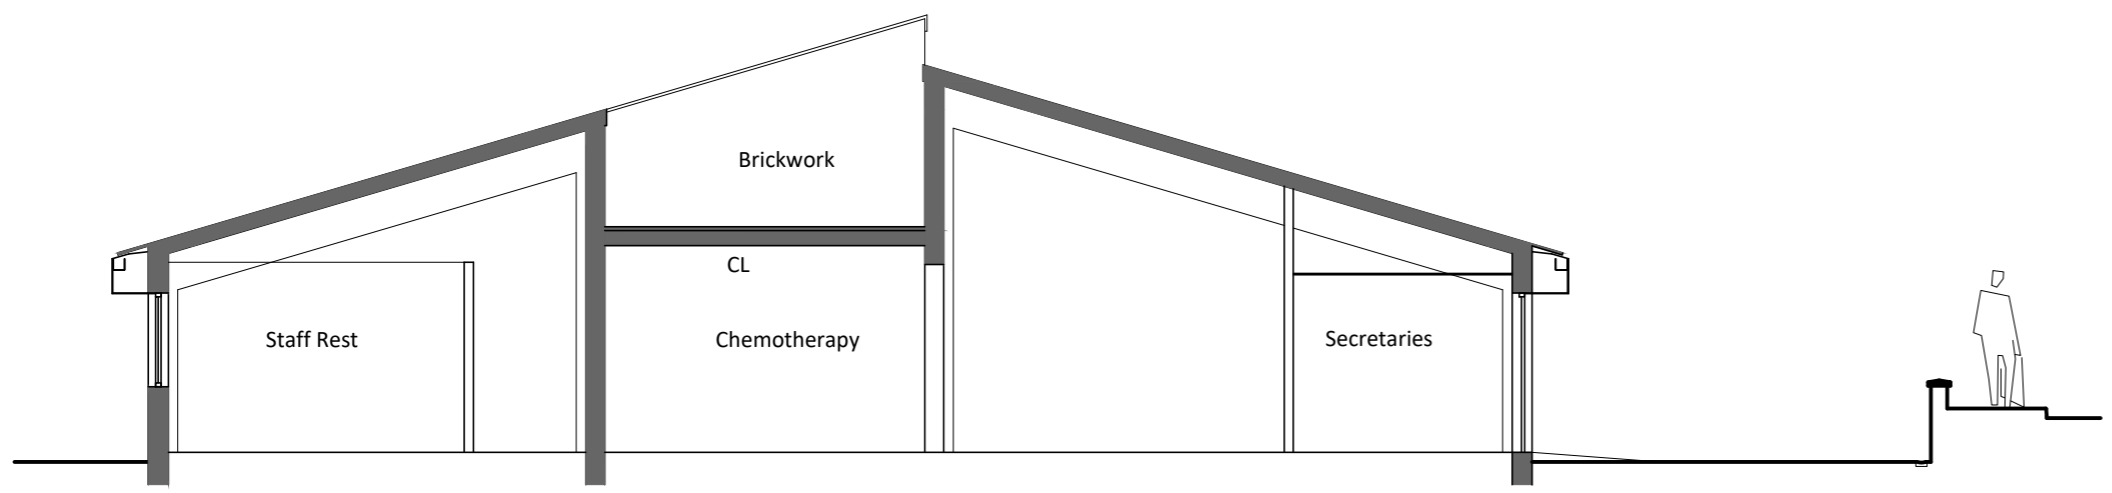 Brickwork
CL
Staff Rest
Chemotherapy
Secretaries